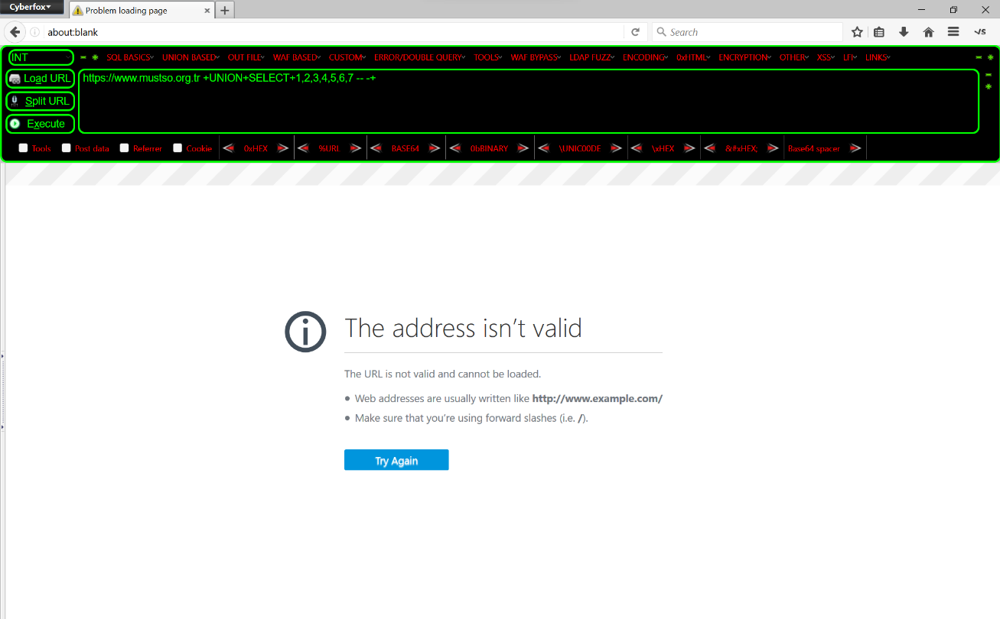 Cyberfox
Problem loading page
about:blank
Search
INT
SQL BASICS UNION BASED OUT FILE WAF BASED CUSTOM ERROR/DOUBLE QUERY TOOLS WAF BYPASS LDAP FUZZ ENCODING 0xHTML ENCRYPTION OTHER XSS LFI LINKS
Load URL
https://www.mustso.org.tr +UNION+SELECT+1,2,3,4,5,6,7 -- -+
Split URL
Execute
Tools Post data Referrer Cookie 0xHEX %URL BASE64 0bBINARY \UNIC00DE \xHEX &#xHEX; Base64 spacer
The address isn't valid
The URL is not valid and cannot be loaded.
• Web addresses are usually written like http://www.example.com/
• Make sure that you're using forward slashes (i.e. /).
Try Again